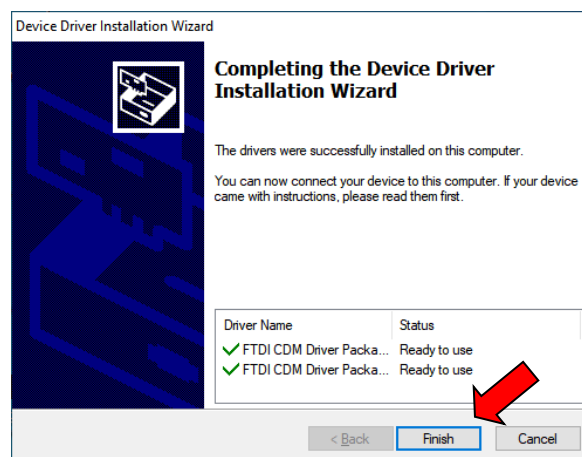 Device Driver Installation Wizard
Completing the Device Driver
Installation Wizard
The drivers were successfully installed on this computer.
You can now connect your device to this computer. If your device
came with instructions, please read them first.
Driver Name Status
FTDI CDM Driver Packa... Ready to use
FTDI CDM Driver Packa... Ready to use
< Back Finish Cancel